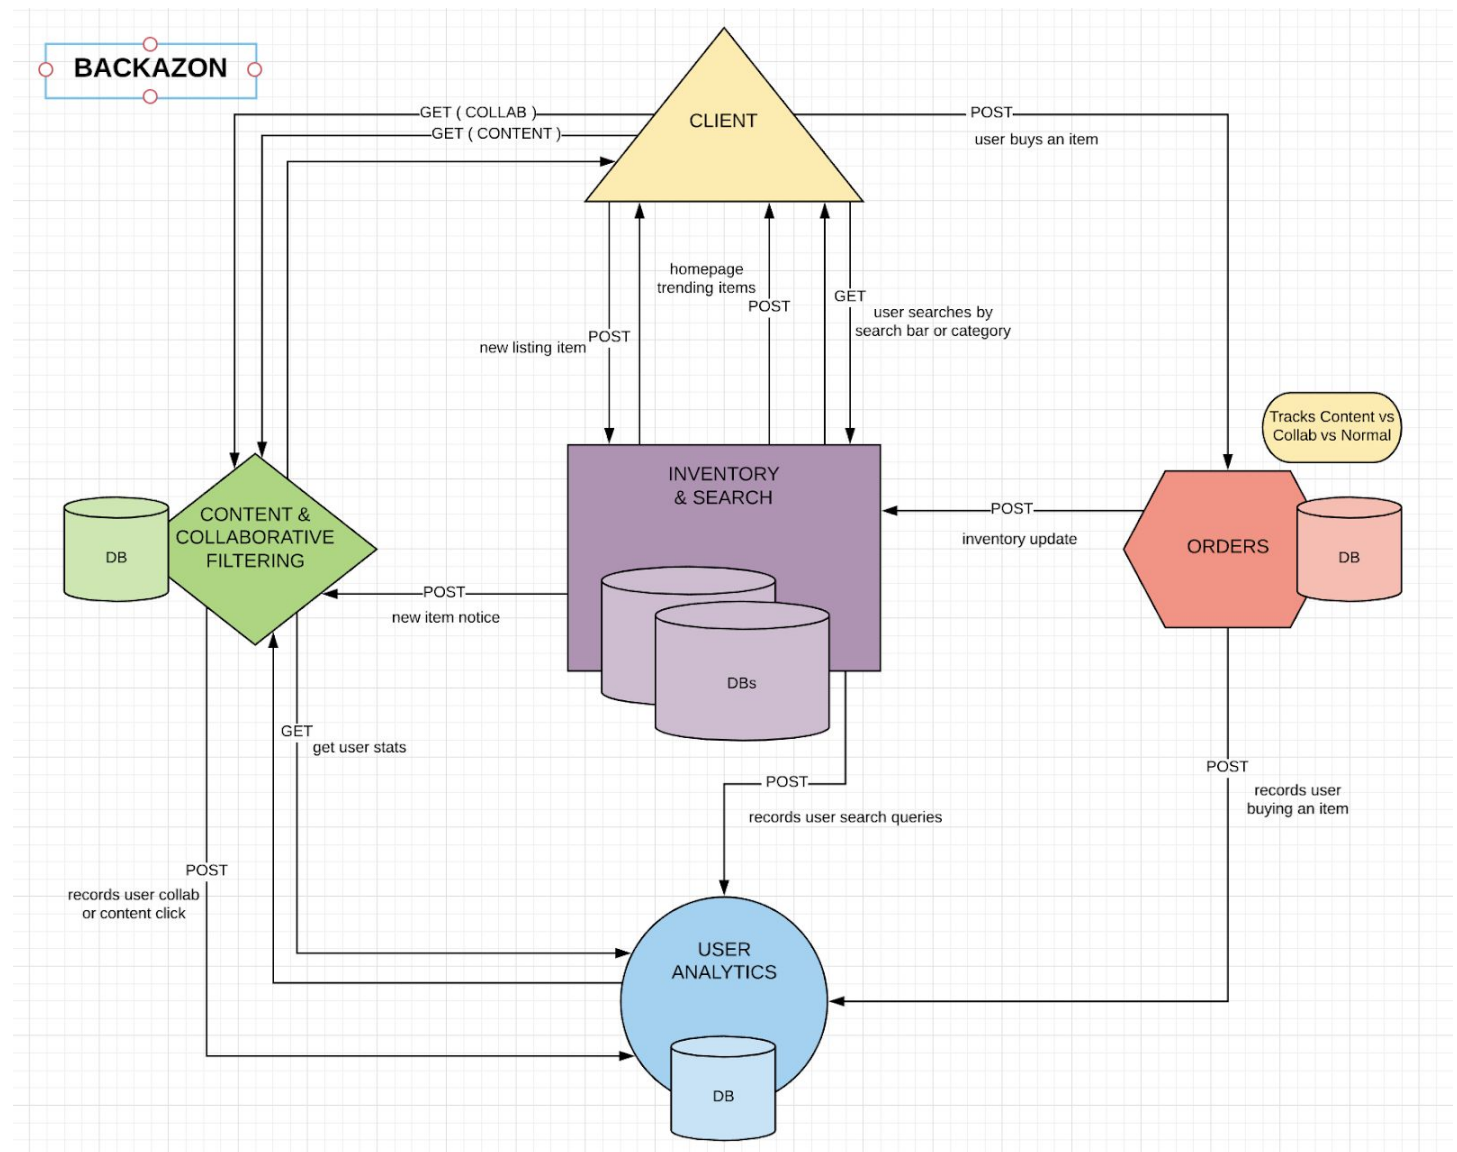 BACKAZON
CLIENT
GET ( COLLAB )
GET ( CONTENT )
POST
user buys an item
homepage
trending items
POST
GET
user searches by
search bar or category
POST
new listing item
Tracks Content vs
Collab vs Normal
INVENTORY
& SEARCH
DBs
CONTENT &
COLLABORATIVE
FILTERING
DB
POST
inventory update
ORDERS
DB
POST
new item notice
GET
get user stats
POST
records user search queries
POST
records user
buying an item
POST
records user collab
or content click
USER
ANALYTICS
DB